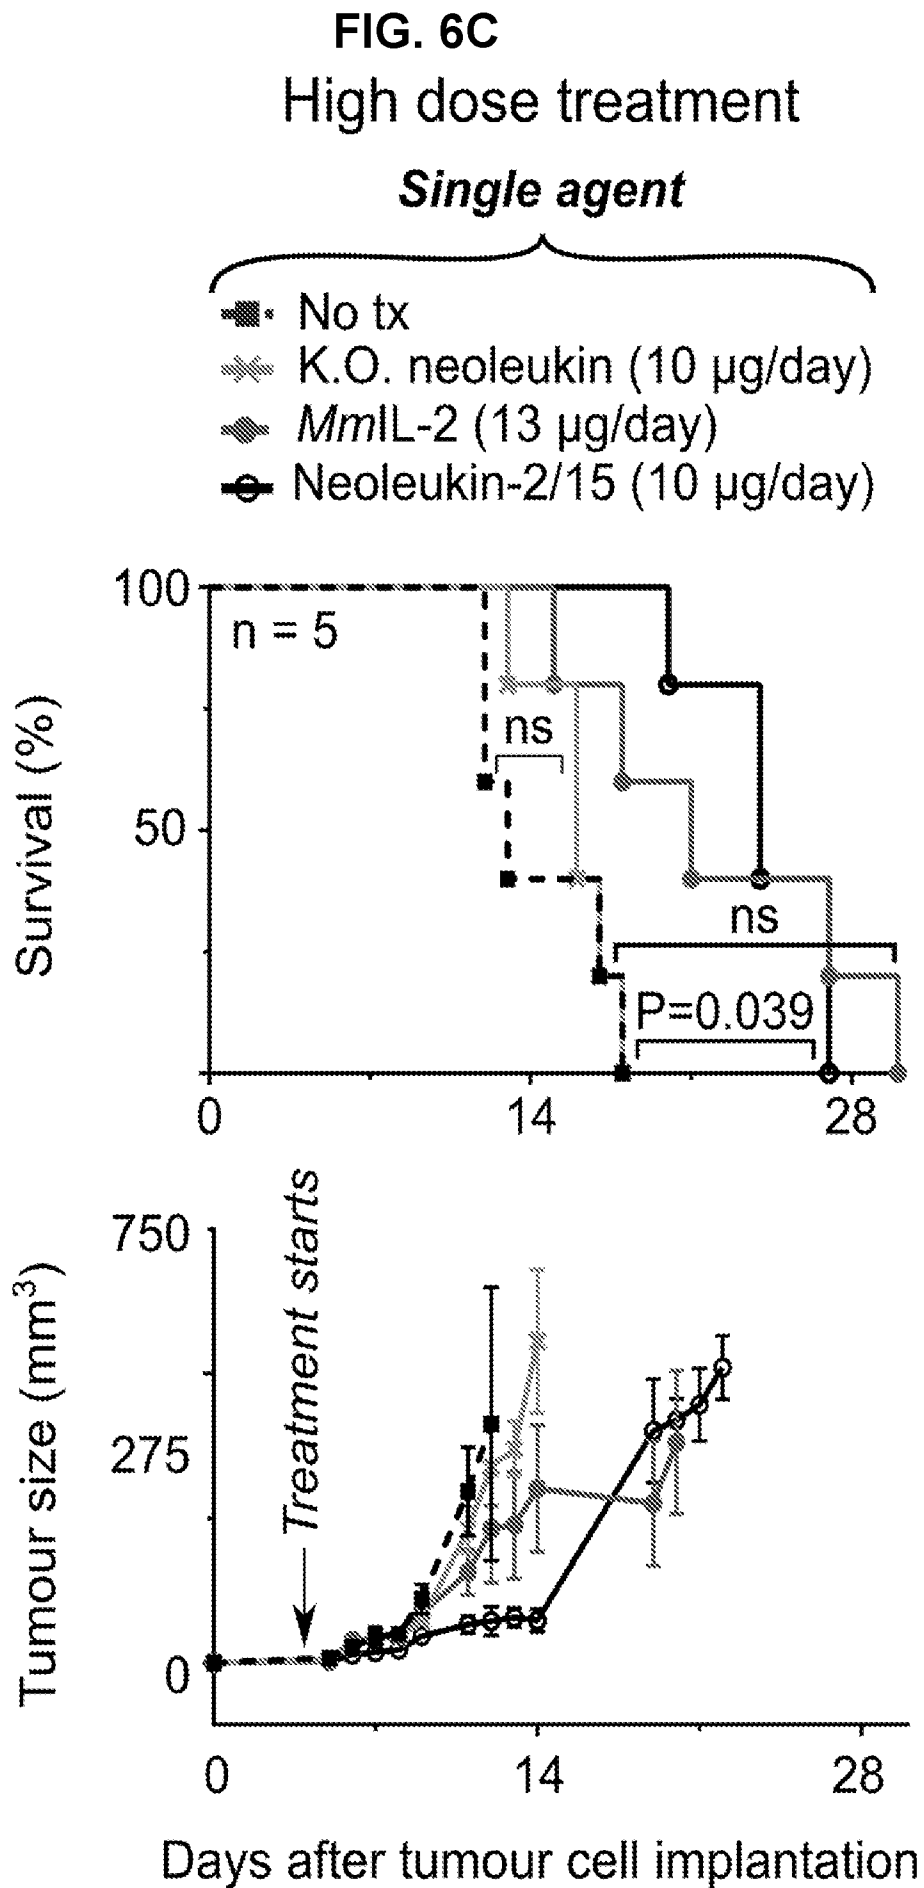 FIG. 6C
High dose treatment
Single agent
No tx
K.O. neoleukin (10 µg/day)
MmIL-2 (13 µg/day)
Neoleukin-2/15 (10 µg/day)
100
n = 5
ns
50
Survival (%)
ns
P=0.039
0
14
28
750
Treatment starts
275
Tumour size (mm³)
0
0
14
28
Days after tumour cell implantation